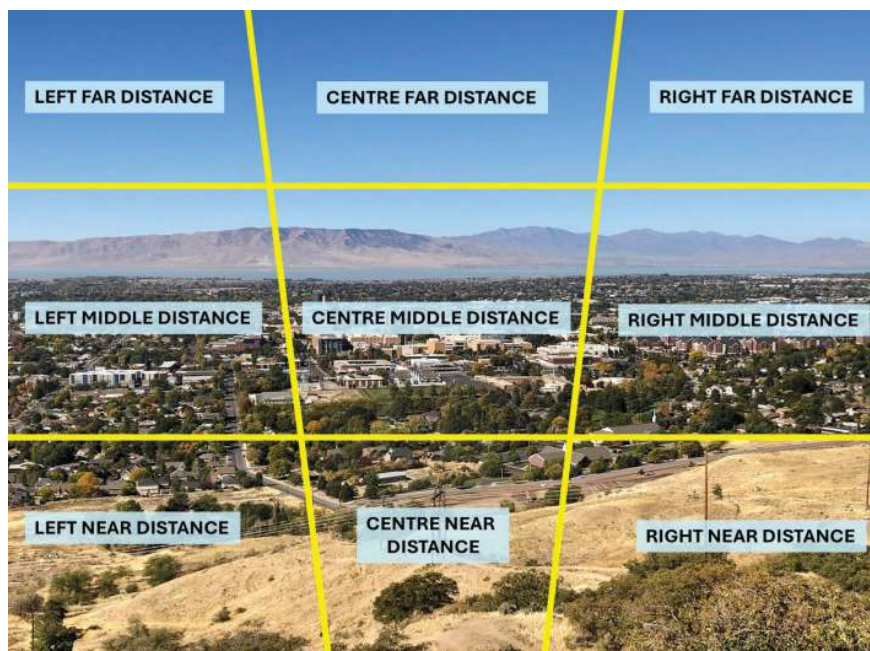 LEFT FAR DISTANCE
CENTRE FAR DISTANCE
RIGHT FAR DISTANCE
LEFT MIDDLE DISTANCE
CENTRE MIDDLE DISTANCE
RIGHT MIDDLE DISTANCE
LEFT NEAR DISTANCE
CENTRE NEAR
DISTANCE
RIGHT NEAR DISTANCE